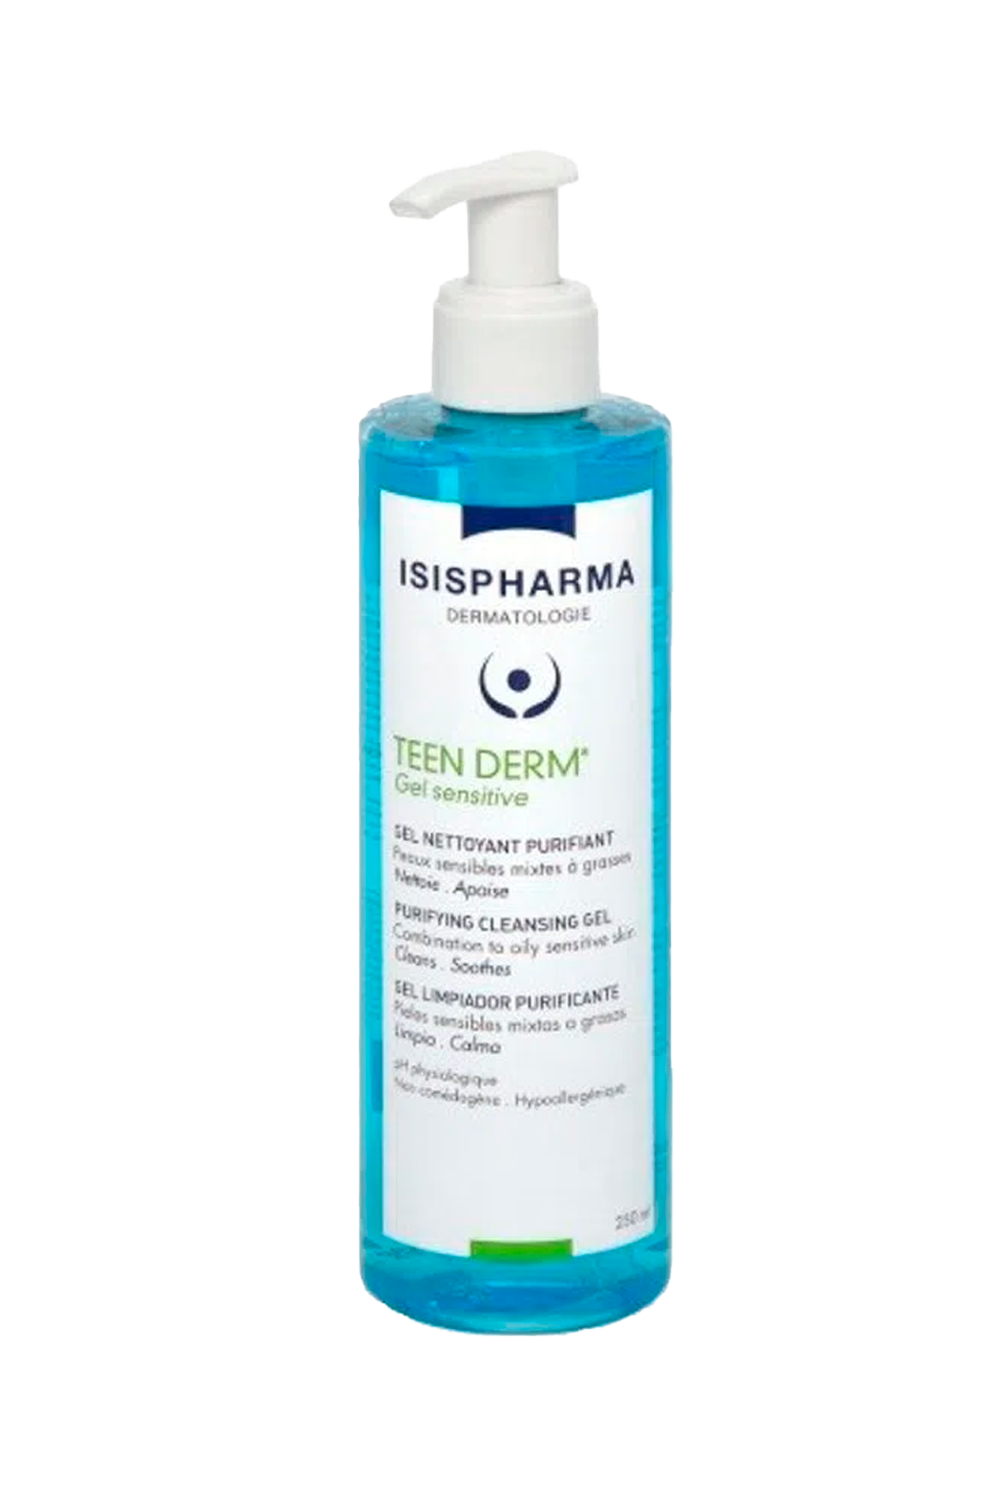 ISISPHARMA
DERMATOLOGIE
TEEN DERM®
Gel sensitive
GEL NETTOYANT PURIFIANT
Peaux sensibles mixtes à grasses
Nettoie . Apaise
PURIFYING CLEANSING GEL
Combination to oily sensitive skin
Cleans . Soothes
GEL LIMPIADOR PURIFICANTE
Pieles sensibles mixtas a grasas
Limpia . Calma
pH physiologique
Non comédogène . Hypoallergénique
250 ml